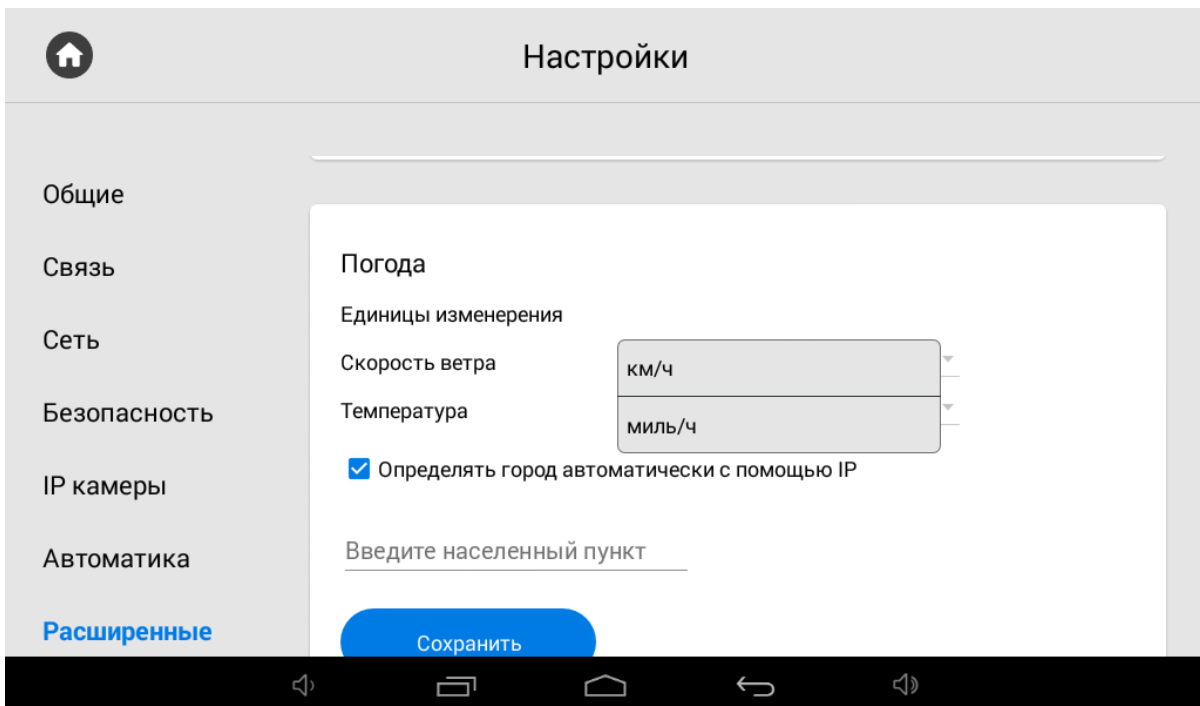 Настройки
Общие
Связь
Сеть
Безопасность
IP камеры
Автоматика
Расширенные
Погода
Единицы изменерения
Скорость ветра
км/ч
Температура
миль/ч
Определять город автоматически с помощью IP
Введите населенный пункт
Сохранить